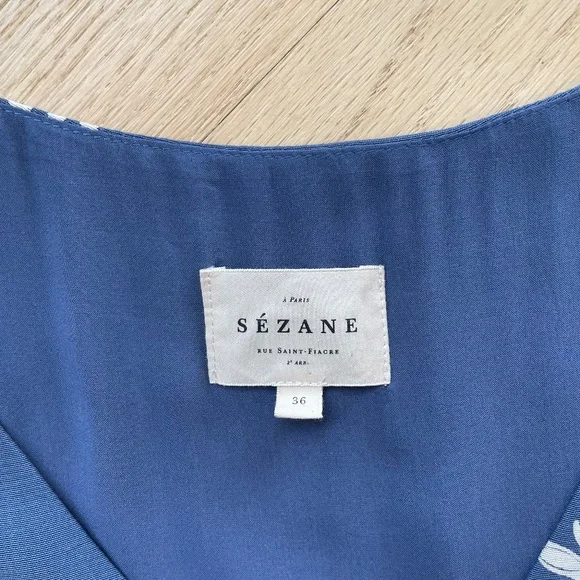 À PARIS
SÉZANE
RUE SAINT-FIACRE
2E ARR.
36